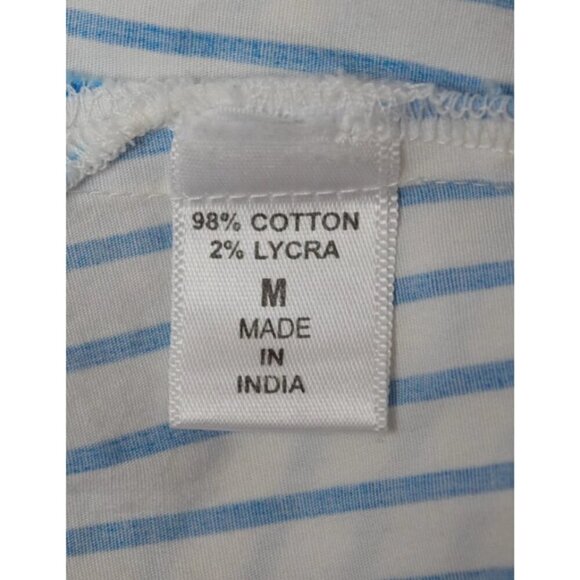 98% COTTON
2% LYCRA
M
MADE
IN
INDIA